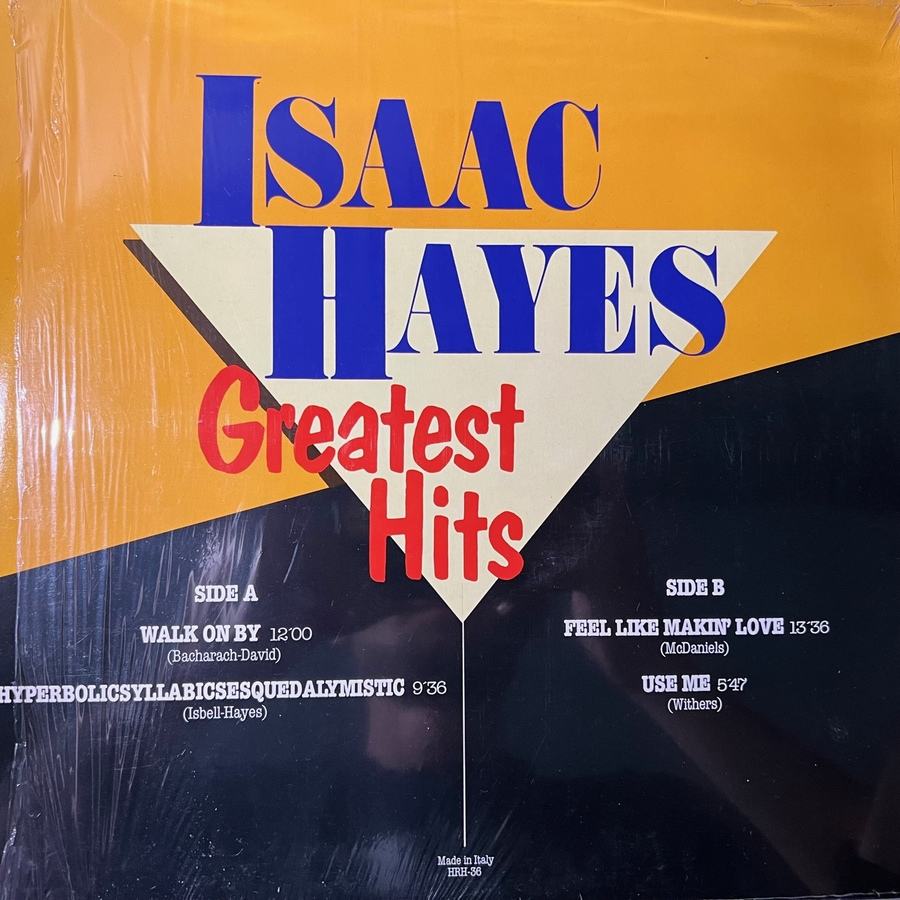 ISAAC
HAYES
Greatest
Hits
SIDE A
WALK ON BY 12'00
(Bacharach-David)
HYPERBOLICSYLLABICSESQUEDALYMISTIC 9'36
(Isbell-Hayes)
SIDE B
FEEL LIKE MAKIN' LOVE 13'36
(McDaniels)
USE ME 5'47
(Withers)
Made in Italy
HRH-36